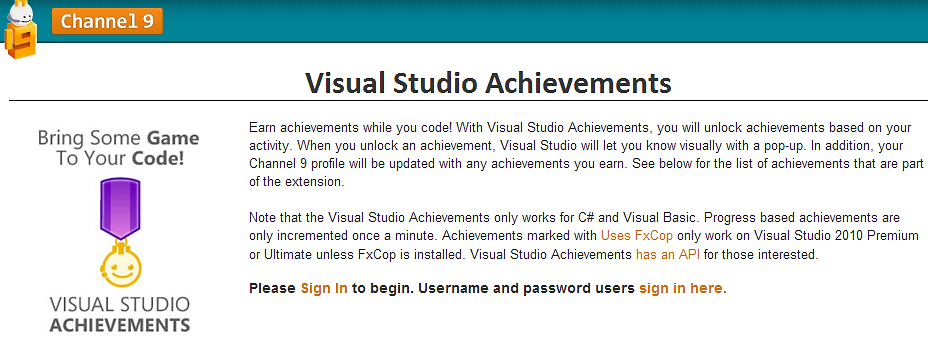 Channel 9
Visual Studio Achievements
Bring Some Game
To Your Code!
VISUAL STUDIO
ACHIEVEMENTS
Earn achievements while you code! With Visual Studio Achievements, you will unlock achievements based on your
activity. When you unlock an achievement, Visual Studio will let you know visually with a pop-up. In addition, your
Channel 9 profile will be updated with any achievements you earn. See below for the list of achievements that are part
of the extension.
Note that the Visual Studio Achievements only works for C# and Visual Basic. Progress based achievements are
only incremented once a minute. Achievements marked with Uses FxCop only work on Visual Studio 2010 Premium
or Ultimate unless FxCop is installed. Visual Studio Achievements has an API for those interested.
Please Sign In to begin. Username and password users sign in here.